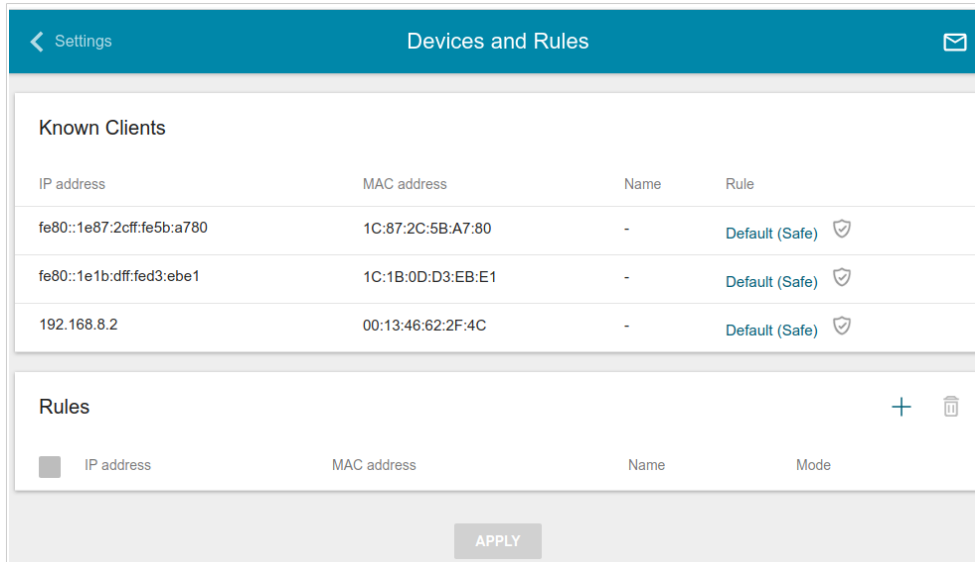 Settings Devices and Rules
Known Clients
IP address MAC address Name Rule
fe80::1e87:2cff:fe5b:a780 1C:87:2C:5B:A7:80 - Default (Safe)
fe80::1e1b:dff:fed3:ebe1 1C:1B:0D:D3:EB:E1 - Default (Safe)
192.168.8.2 00:13:46:62:2F:4C - Default (Safe)
Rules
IP address MAC address Name Mode
APPLY